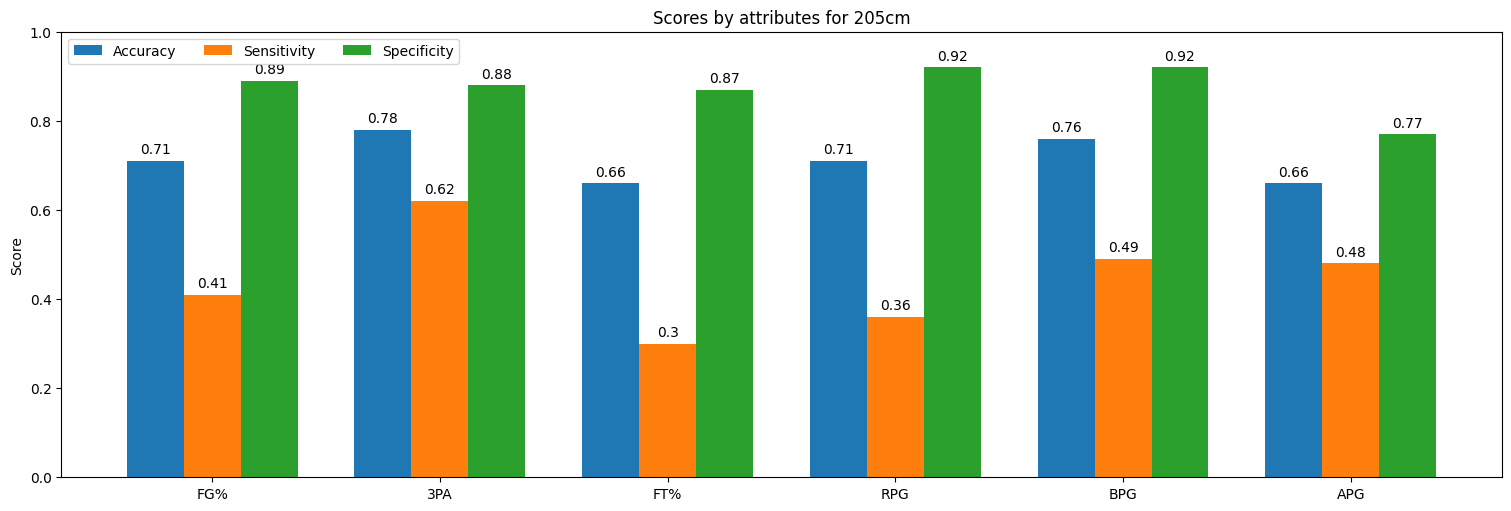 Scores by attributes for 205cm
Accuracy Sensitivity Specificity
Score
1.0
0.8
0.6
0.4
0.2
0.0
0.71 0.41 0.89
0.78 0.62 0.88
0.66 0.3 0.87
0.71 0.36 0.92
0.76 0.49 0.92
0.66 0.48 0.77
FG% 3PA FT% RPG BPG APG